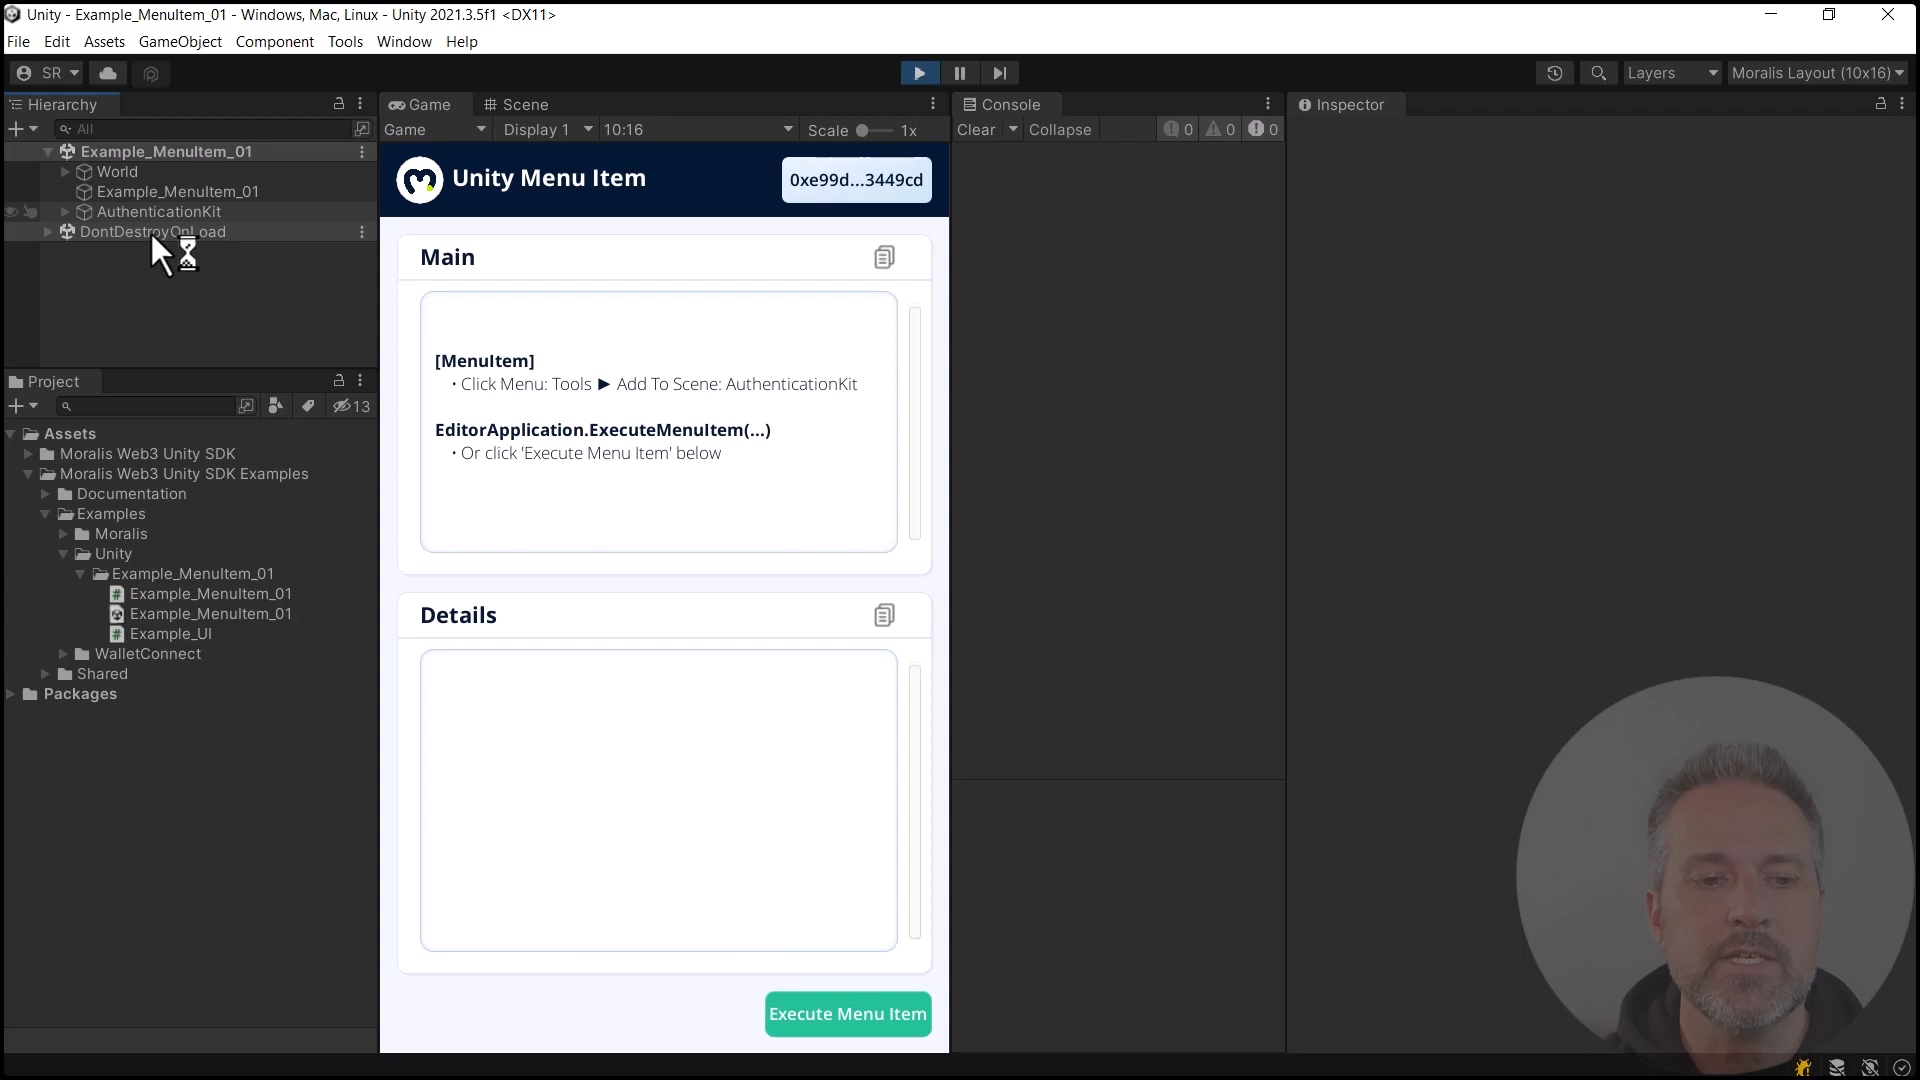 Unity - Example_MenuItem_01 - Windows, Mac, Linux - Unity 2021.3.5f1 <DX11>
File Edit Assets GameObject Component Tools Window Help
SR
Layers
Moralis Layout (10x16)
Hierarchy
All
Example_MenuItem_01
World
Example_MenuItem_01
AuthenticationKit
DontDestroyOnLoad
Project
13
Assets
Moralis Web3 Unity SDK
Moralis Web3 Unity SDK Examples
Documentation
Examples
Moralis
Unity
Example_MenuItem_01
Example_MenuItem_01
Example_MenuItem_01
Example_UI
WalletConnect
Shared
Packages
Game Scene
Game Display 1 10:16 Scale 1x
Unity Menu Item
0xe99d...3449cd
Main
[MenuItem]
• Click Menu: Tools ► Add To Scene: AuthenticationKit
EditorApplication.ExecuteMenuItem(...)
• Or click 'Execute Menu Item' below
Details
Execute Menu Item
Console
Clear Collapse 0 0 0
Inspector